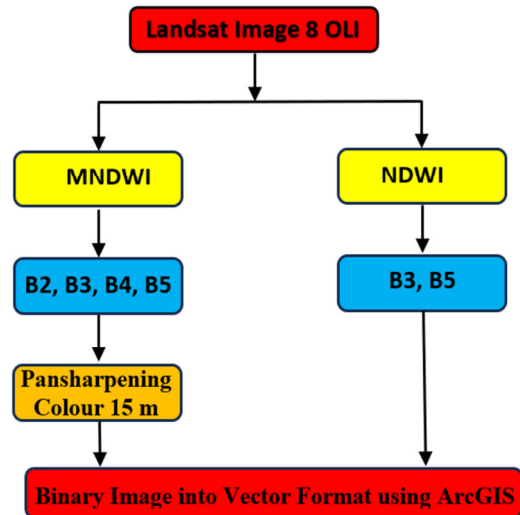 Landsat Image 8 OLI
MNDWI
NDWI
B2, B3, B4, B5
B3, B5
Pansharpening
Colour 15 m
Binary Image into Vector Format using ArcGIS